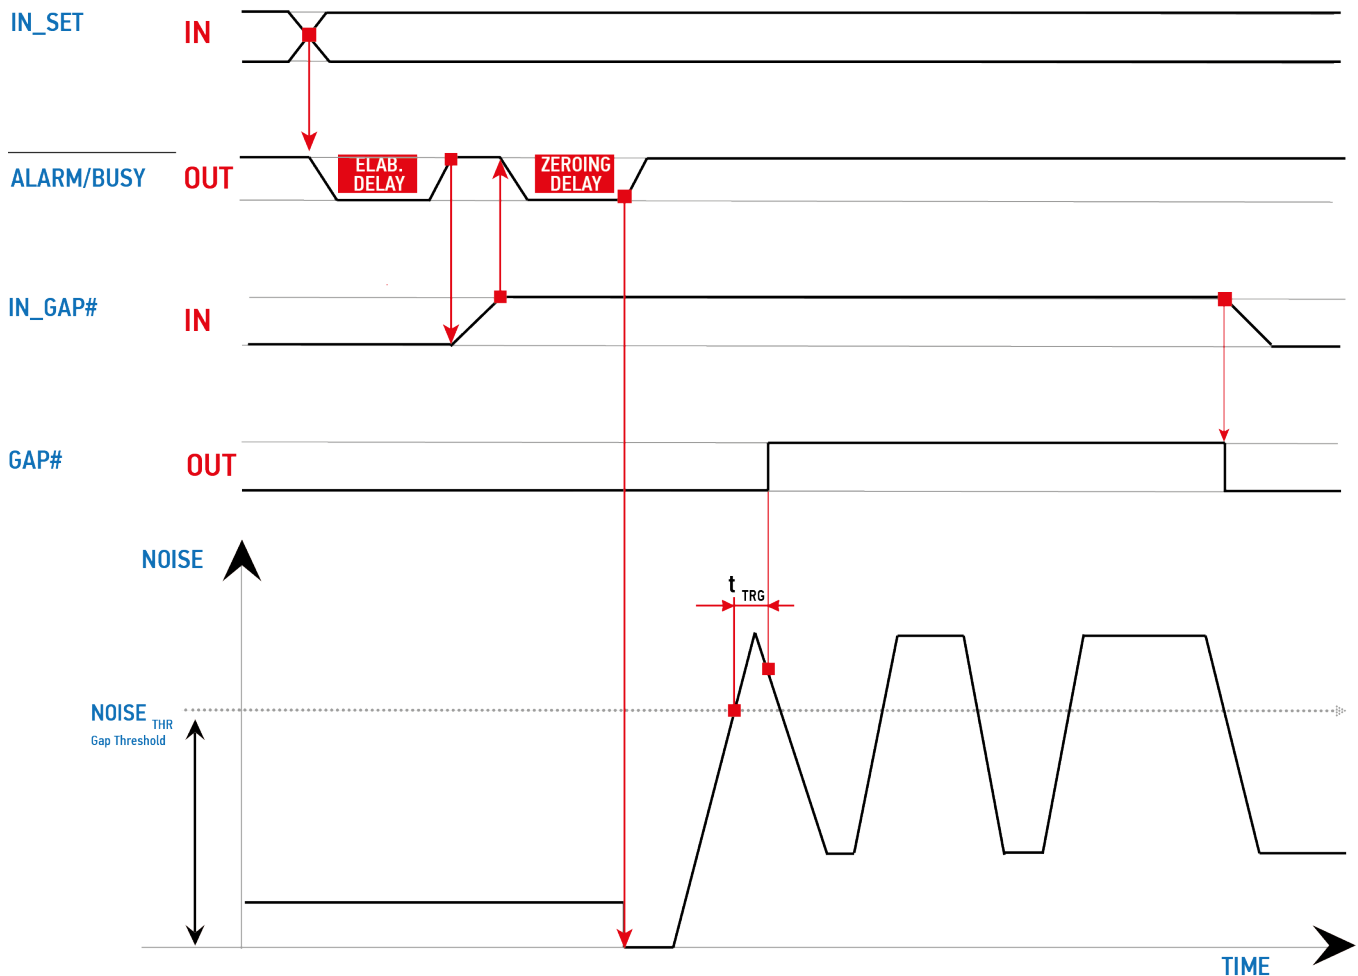 IN_SET
IN
ALARM/BUSY
OUT
ELAB.
DELAY
ZEROING
DELAY
IN_GAP#
IN
GAP#
OUT
NOISE
t TRG
NOISE THR
Gap Threshold
TIME